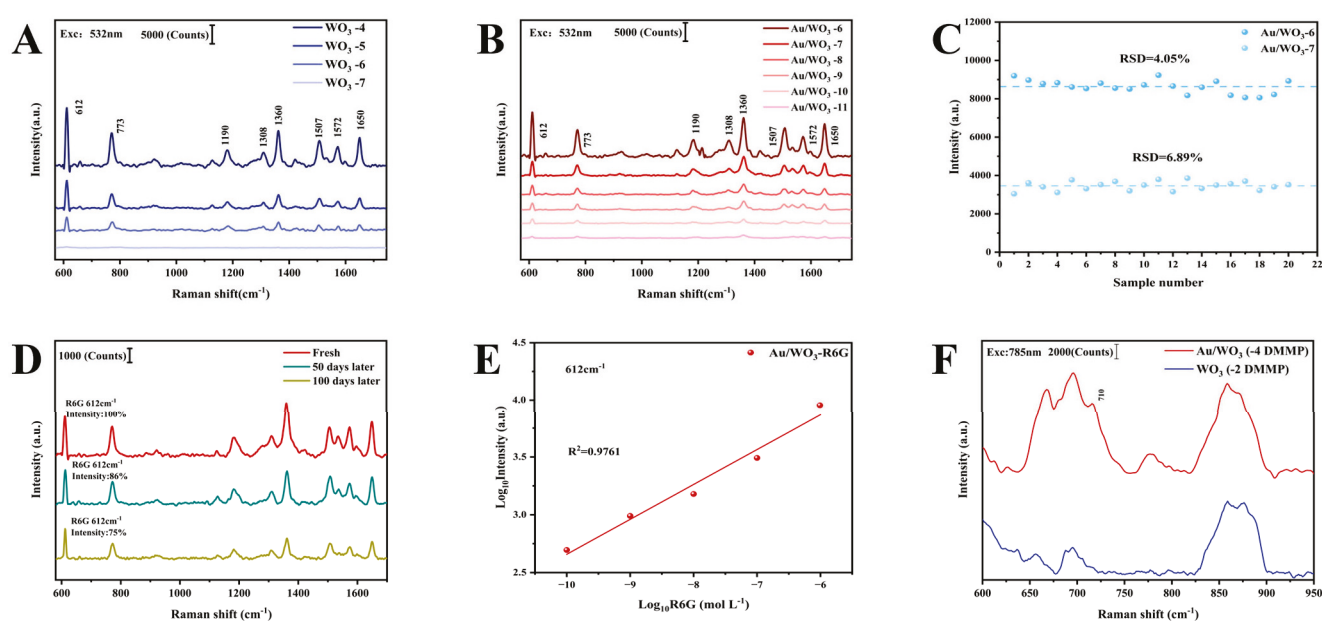 A
Exc: 532nm
5000 (Counts)
WO₃ -4
WO₃ -5
WO₃ -6
WO₃ -7
612
773
1190
1308
1360
1507
1572
1650
Intensity(a.u.)
600
800
1000
1200
1400
1600
Raman shift(cm⁻¹)
B
Exc: 532nm
5000 (Counts)
Au/WO₃ -6
Au/WO₃ -7
Au/WO₃ -8
Au/WO₃ -9
Au/WO₃ -10
Au/WO₃ -11
612
773
1190
1308
1360
1507
1572
1650
Intensity(a.u.)
600
800
1000
1200
1400
1600
Raman shift(cm⁻¹)
C
Au/WO₃-6
Au/WO₃-7
RSD=4.05%
RSD=6.89%
12000
10000
8000
6000
4000
2000
0
Intensity (a.u.)
0
2
4
6
8
10
12
14
16
18
20
22
Sample number
D
1000 (Counts)
Fresh
50 days later
100 days later
R6G 612cm⁻¹
Intensity:100%
R6G 612cm⁻¹
Intensity:86%
R6G 612cm⁻¹
Intensity:75%
Intensity (a.u.)
600
800
1000
1200
1400
1600
Raman shift (cm⁻¹)
E
Au/WO₃-R6G
612cm⁻¹
R²=0.9761
4.5
4.0
3.5
3.0
2.5
Log₁₀Intensity (a.u.)
−10
−9
−8
−7
−6
Log₁₀R6G (mol L⁻¹)
F
Exc:785nm
2000(Counts)
Au/WO₃ (-4 DMMP)
WO₃ (-2 DMMP)
710
Intensity (a.u.)
600
650
700
750
800
850
900
950
Raman shift (cm⁻¹)